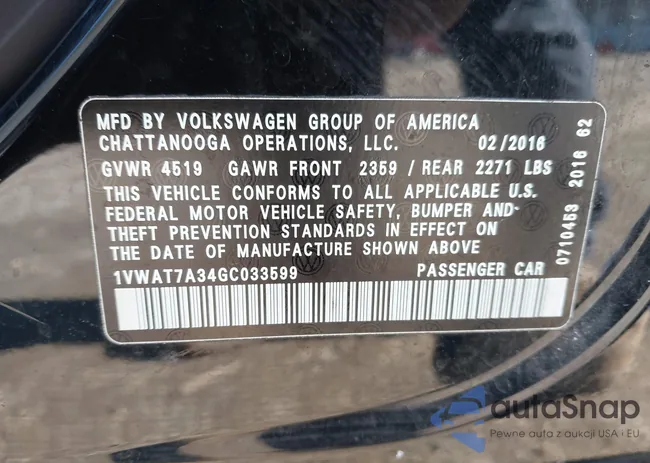 MFD BY VOLKSWAGEN GROUP OF AMERICA
CHATTANOOGA OPERATIONS, LLC. 02/2016
GVWR 4519 GAWR FRONT 2359 / REAR 2271 LBS
THIS VEHICLE CONFORMS TO ALL APPLICABLE U.S.
FEDERAL MOTOR VEHICLE SAFETY, BUMPER AND
THEFT PREVENTION STANDARDS IN EFFECT ON
THE DATE OF MANUFACTURE SHOWN ABOVE
1VWAT7A34GC033599 PASSENGER CAR
0710453 2016 62
autaSnap
Pewne auta z aukcji USA i EU